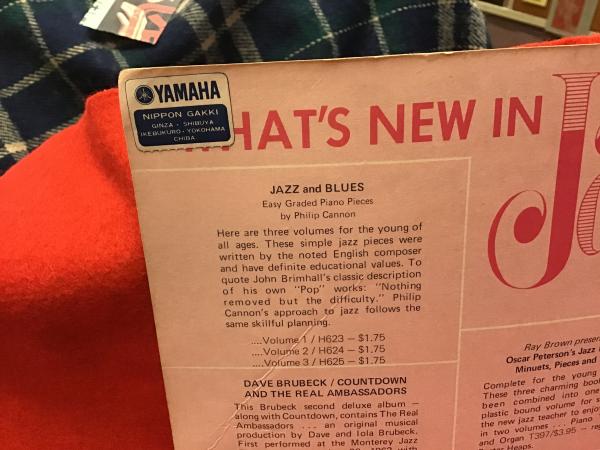 YAMAHA
NIPPON GAKKI
GINZA · SHIBUYA
IKEBUKURO · YOKOHAMA
CHIBA
HAT'S NEW IN
JAZZ and BLUES
Easy Graded Piano Pieces
by Philip Cannon
Here are three volumes for the young of
all ages. These simple jazz pieces were
written by the noted English composer
and have definite educational values. To
quote John Brimhall's classic description
of his own "Pop" works: "Nothing
removed but the difficulty." Philip
Cannon's approach to jazz follows the
same skillful planning.
....Volume 1 / H623 — $1.75
....Volume 2 / H624 — $1.75
....Volume 3 / H625 — $1.75
DAVE BRUBECK / COUNTDOWN
AND THE REAL AMBASSADORS
This Brubeck second deluxe album —
along with Countdown, contains The Real
Ambassadors ... an original musical
production by Dave and Iola Brubeck.
First performed at the Monterey Jazz
with
Ray Brown presen
Oscar Peterson's Jazz
Minuets, Pieces and
Complete for the young
These three charming book
been combined into one
plastic bound volume for s
the new jazz teacher to enjoy
in two volumes ... Piano
and Organ T397/$3.95 — re
Heaps.